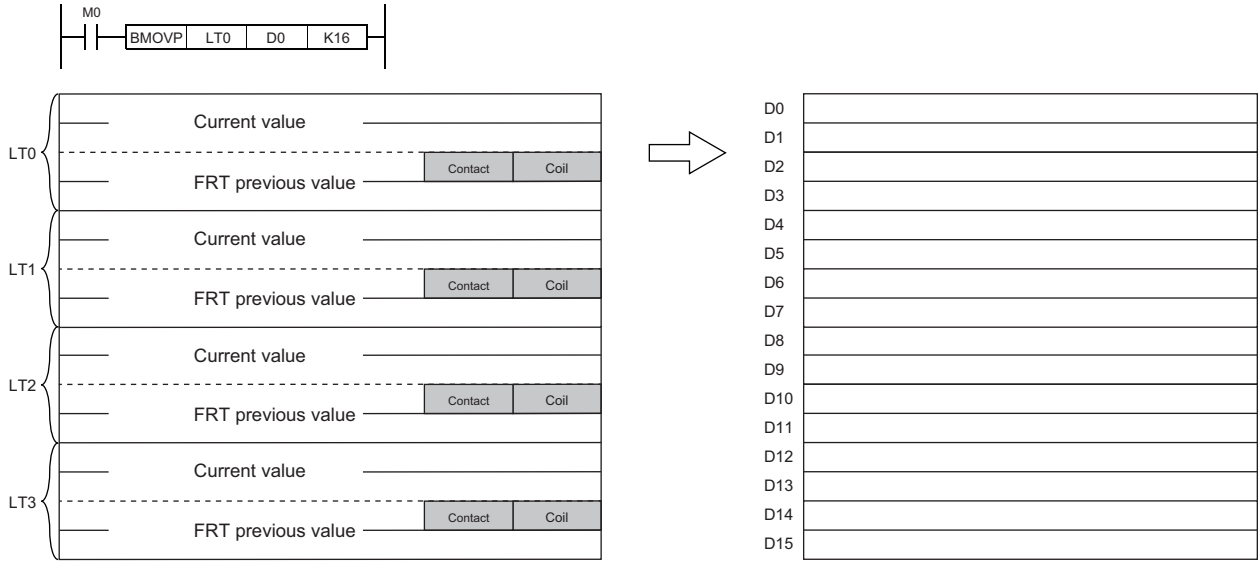 M0
BMOVP LT0 D0 K16
LT0
Current value
Contact Coil
FRT previous value
LT1
Current value
Contact Coil
FRT previous value
LT2
Current value
Contact Coil
FRT previous value
LT3
Current value
Contact Coil
FRT previous value
D0
D1
D2
D3
D4
D5
D6
D7
D8
D9
D10
D11
D12
D13
D14
D15